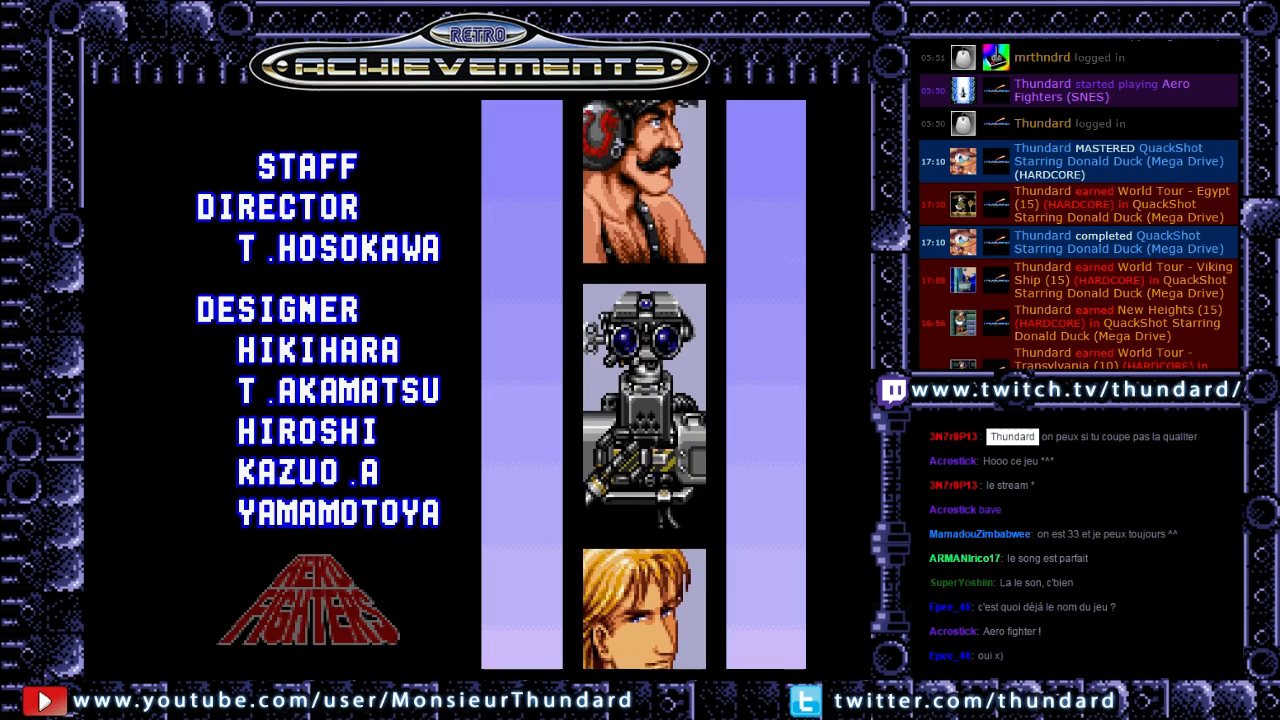 RETRO
ACHIEVEMENTS
STAFF
DIRECTOR
T .HOSOKAWA
DESIGNER
HIKIHARA
T .AKAMATSU
HIROSHI
KAZUO .A
YAMAMOTOYA
AERO
FIGHTERS
05:51 mrthndrd logged in
05:50 Thundard started playing Aero
Fighters (SNES)
05:50 Thundard logged in
17:10 Thundard MASTERED QuackShot
Starring Donald Duck (Mega Drive)
(HARDCORE)
17:10 Thundard earned World Tour - Egypt
(15) (HARDCORE) in QuackShot
Starring Donald Duck (Mega Drive)
17:10 Thundard completed QuackShot
Starring Donald Duck (Mega Drive)
17:09 Thundard earned World Tour - Viking
Ship (15) (HARDCORE) in QuackShot
Starring Donald Duck (Mega Drive)
16:56 Thundard earned New Heights (15)
(HARDCORE) in QuackShot Starring
Donald Duck (Mega Drive)
Thundard earned World Tour -
Transylvania (10) (HARDCORE) in
www.twitch.tv/thundard/
3N7r0P13 : Thundard on peux si tu coupe pas la qualiter
Acrostick: Hooo ce jeu ^^
3N7r0P13 : le stream *
Acrostick bave
MamadouZimbabwee: on est 33 et je peux toujours ^^
ARMANIrico17: le song est parfait
SuperYoshiin: La le son, c'bien
Epee_48: c'est quoi déjà le nom du jeu ?
Acrostick: Aero fighter !
Epee_48: oui x)
www.youtube.com/user/MonsieurThundard
twitter.com/thundard